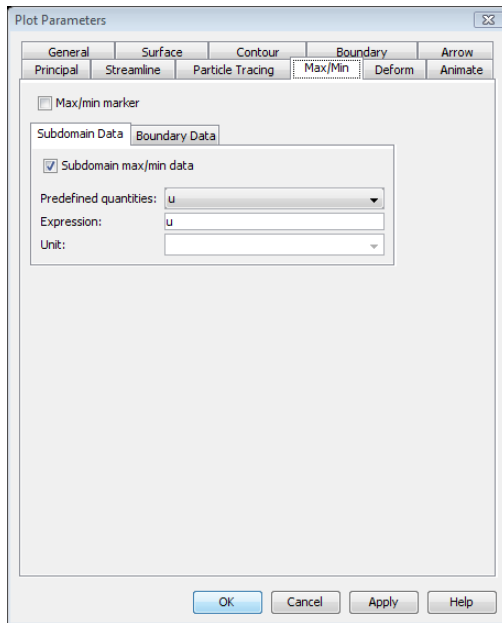 Plot Parameters
General Surface Contour Boundary Arrow
Principal Streamline Particle Tracing Max/Min Deform Animate
Max/min marker
Subdomain Data Boundary Data
Subdomain max/min data
Predefined quantities: u
Expression: u
Unit:
OK Cancel Apply Help